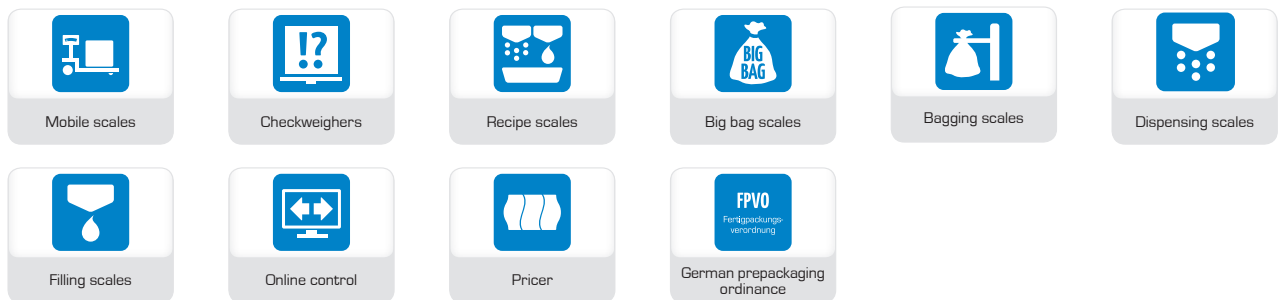 !?
BIG
BAG
Mobile scales
Checkweighers
Recipe scales
Big bag scales
Bagging scales
Dispensing scales
FPVO
Fertigpackungs-
verordnung
Filling scales
Online control
Pricer
German prepackaging
ordinance